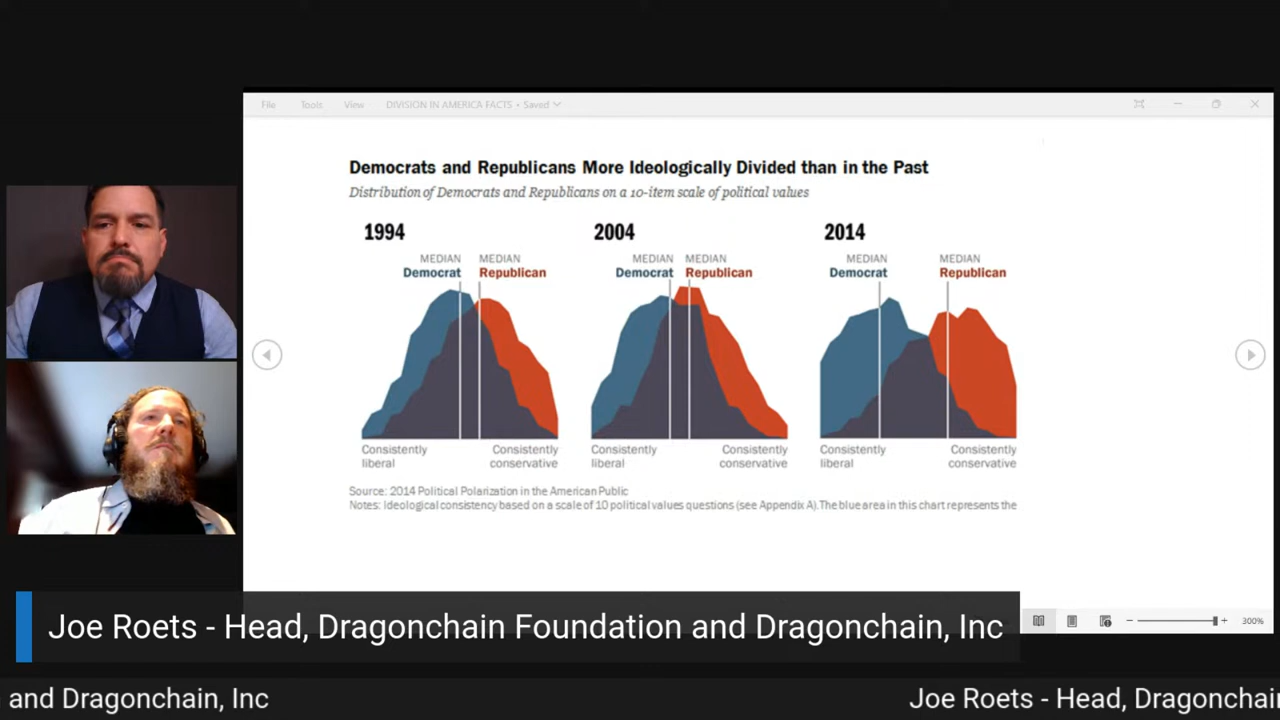 File Tools View DIVISION IN AMERICA FACTS • Saved
Democrats and Republicans More Ideologically Divided than in the Past
Distribution of Democrats and Republicans on a 10-item scale of political values
1994
MEDIAN Democrat
MEDIAN Republican
Consistently liberal
Consistently conservative
2004
MEDIAN Democrat
MEDIAN Republican
Consistently liberal
Consistently conservative
2014
MEDIAN Democrat
MEDIAN Republican
Consistently liberal
Consistently conservative
Source: 2014 Political Polarization in the American Public
Notes: Ideological consistency based on a scale of 10 political values questions (see Appendix A).The blue area in this chart represents the
300%
Joe Roets - Head, Dragonchain Foundation and Dragonchain, Inc
and Dragonchain, Inc
Joe Roets - Head, Dragonchain